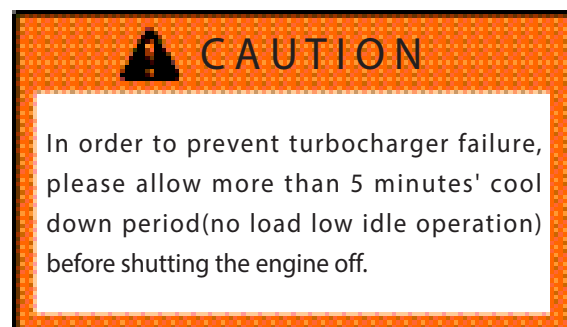 CAUTION
In order to prevent turbocharger failure,
please allow more than 5 minutes' cool
down period(no load low idle operation)
before shutting the engine off.